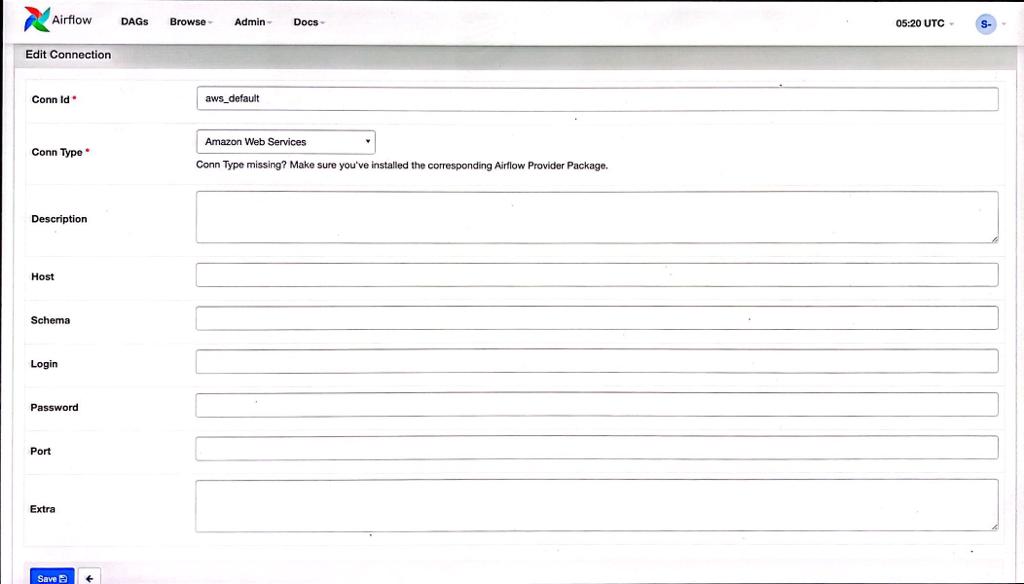 Airflow DAGs Browse Admin Docs 05:20 UTC S-
Edit Connection
Conn Id * aws_default
Conn Type * Amazon Web Services
Conn Type missing? Make sure you've installed the corresponding Airflow Provider Package.
Description
Host
Schema
Login
Password
Port
Extra
Save